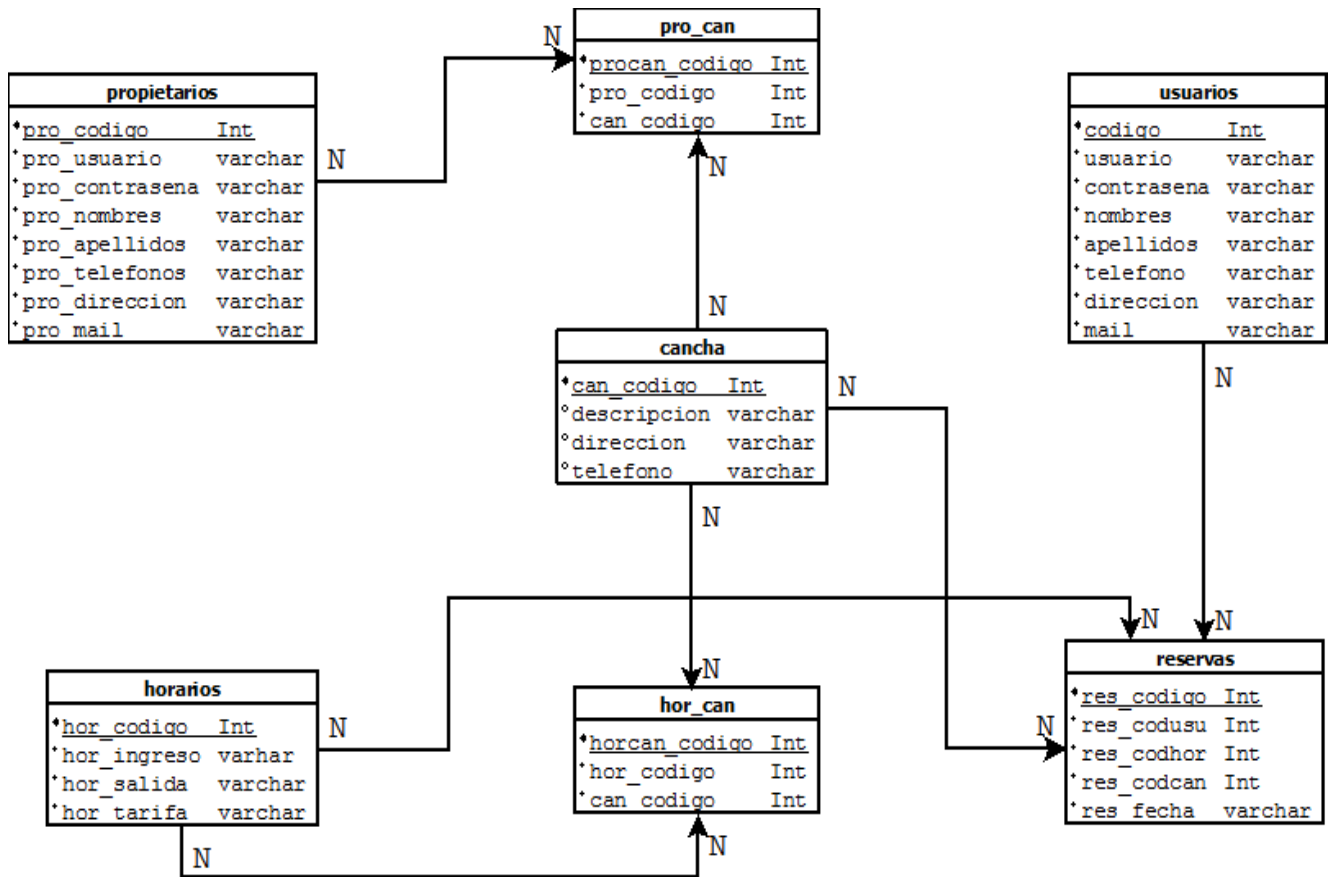 pro_can
procan_codigo Int
pro_codigo Int
can_codigo Int
N
N
propietarios
pro_codigo Int
pro_usuario varchar
pro_contrasena varchar
pro_nombres varchar
pro_apellidos varchar
pro_telefonos varchar
pro_direccion varchar
pro_mail varchar
N
usuarios
codigo Int
usuario varchar
contrasena varchar
nombres varchar
apellidos varchar
telefono varchar
direccion varchar
mail varchar
N
N
cancha
can_codigo Int
descripcion varchar
direccion varchar
telefono varchar
N
N
N
horarios
hor_codigo Int
hor_ingreso varhar
hor_salida varchar
hor_tarifa varchar
N
N
N
hor_can
horcan_codigo Int
hor_codigo Int
can_codigo Int
N
N
N
reservas
res_codigo Int
res_codusu Int
res_codhor Int
res_codcan Int
res_fecha varchar
N